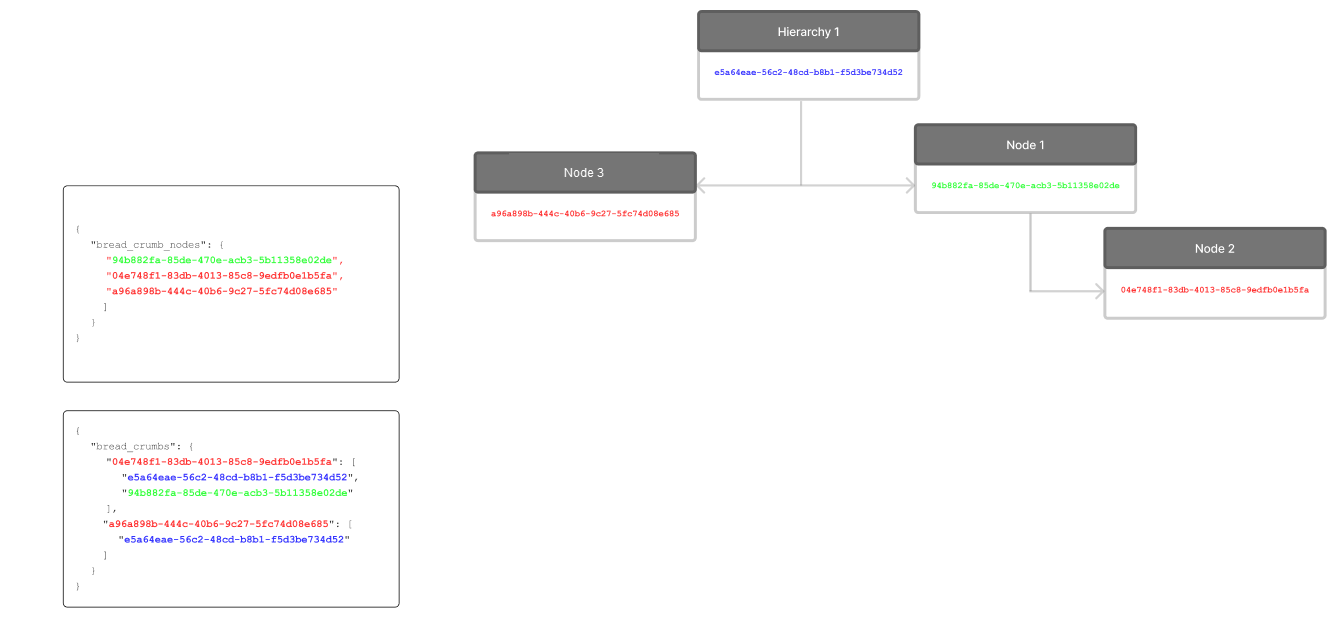 Hierarchy 1
e5a64eae-56c2-48cd-b8b1-f5d3be734d52
Node 1
94b882fa-85de-470e-acb3-5b11358e02de
Node 3
a96a898b-444c-40b6-9c27-5fc74d08e685
Node 2
04e748f1-83db-4013-85c8-9edfb0e1b5fa
{
"bread_crumb_nodes": {
"94b882fa-85de-470e-acb3-5b11358e02de",
"04e748f1-83db-4013-85c8-9edfb0e1b5fa",
"a96a898b-444c-40b6-9c27-5fc74d08e685"
]
}
}
{
"bread_crumbs": {
"04e748f1-83db-4013-85c8-9edfb0e1b5fa": [
"e5a64eae-56c2-48cd-b8b1-f5d3be734d52",
"94b882fa-85de-470e-acb3-5b11358e02de"
],
"a96a898b-444c-40b6-9c27-5fc74d08e685": [
"e5a64eae-56c2-48cd-b8b1-f5d3be734d52"
]
}
}